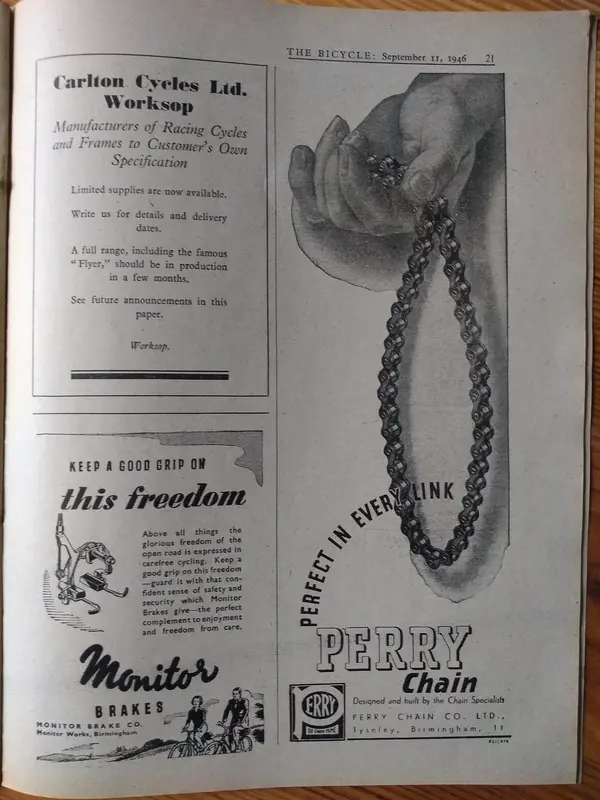 THE BICYCLE: September 11, 1946 21
Carlton Cycles Ltd.
Worksop
Manufacturers of Racing Cycles
and Frames to Customer's Own
Specification
Limited supplies are now available.
Write us for details and delivery
dates.
A full range, including the famous
"Flyer," should be in production
in a few months.
See future announcements in this
paper.
Worksop.
KEEP A GOOD GRIP ON
this freedom
Above all things the
glorious freedom of the
open road is expressed in
carefree cycling. Keep a
good grip on this freedom
—guard it with that con-
fident sense of safety and
security which Monitor
Brakes give—the perfect
complement to enjoyment
and freedom from care.
Monitor
BRAKES
MONITOR BRAKE CO.
Monitor Works, Birmingham
PERFECT IN EVERY LINK
PERRY
Chain
PERRY
Designed and built by the Chain Specialists
PERRY CHAIN CO. LTD.,
Tyseley, Birmingham, 11